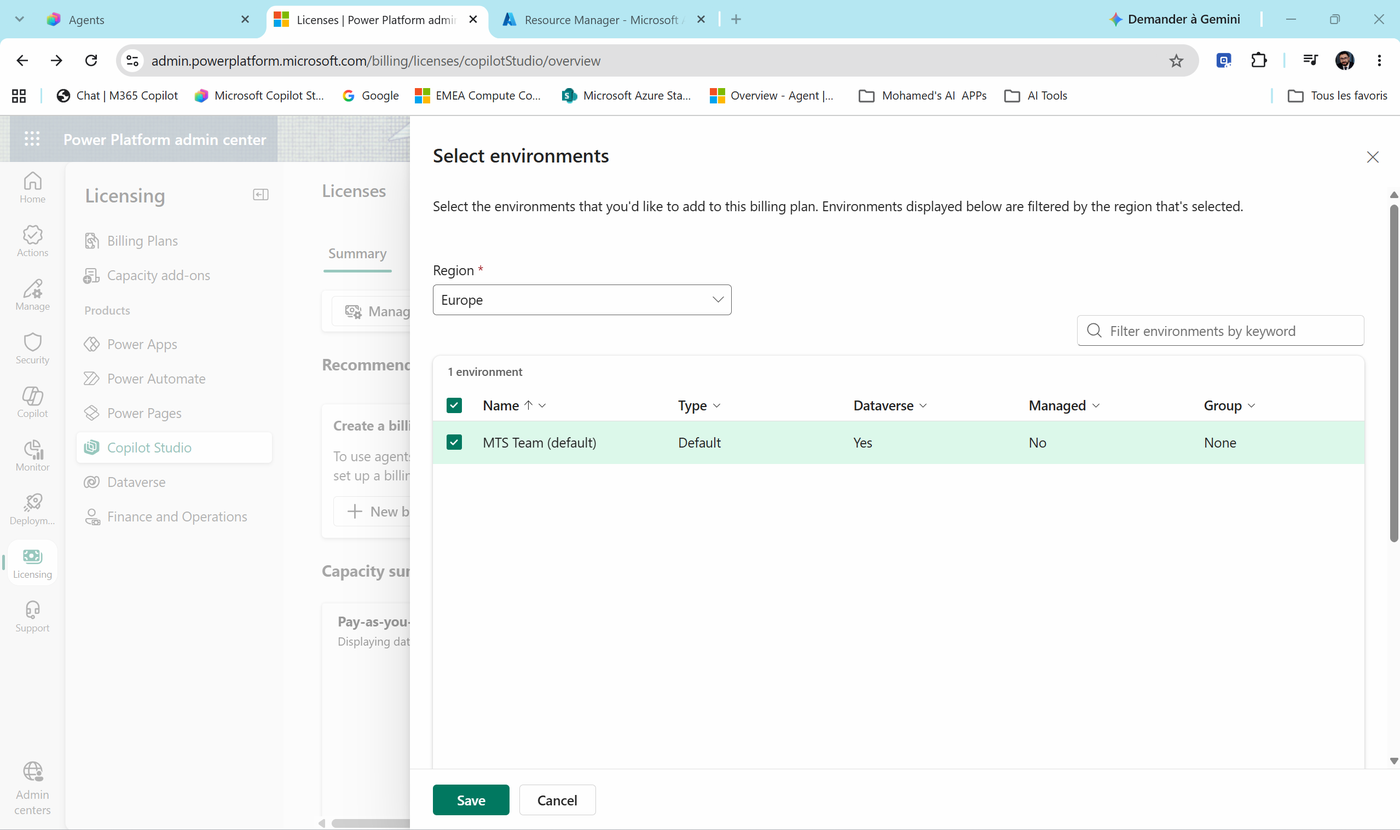 Agents
Licenses | Power Platform admi
Resource Manager - Microsoft
Demander à Gemini
admin.powerplatform.microsoft.com/billing/licenses/copilotStudio/overview
Chat | M365 Copilot
Microsoft Copilot St...
Google
EMEA Compute Co...
Microsoft Azure Sta...
Overview - Agent |...
Mohamed's AI APPs
AI Tools
Tous les favoris
Power Platform admin center
Home
Actions
Manage
Security
Copilot
Monitor
Deploym...
Licensing
Support
Admin
centers
Licensing
Billing Plans
Capacity add-ons
Products
Power Apps
Power Automate
Power Pages
Copilot Studio
Dataverse
Finance and Operations
Licenses
Summary
Manag
Recommend
Create a billi
To use agents
set up a billin
New b
Capacity sur
Pay-as-you-
Displaying dat
Select environments
Select the environments that you'd like to add to this billing plan. Environments displayed below are filtered by the region that's selected.
Region *
Europe
Filter environments by keyword
1 environment
Name Type Dataverse Managed Group
MTS Team (default) Default Yes No None
Save
Cancel